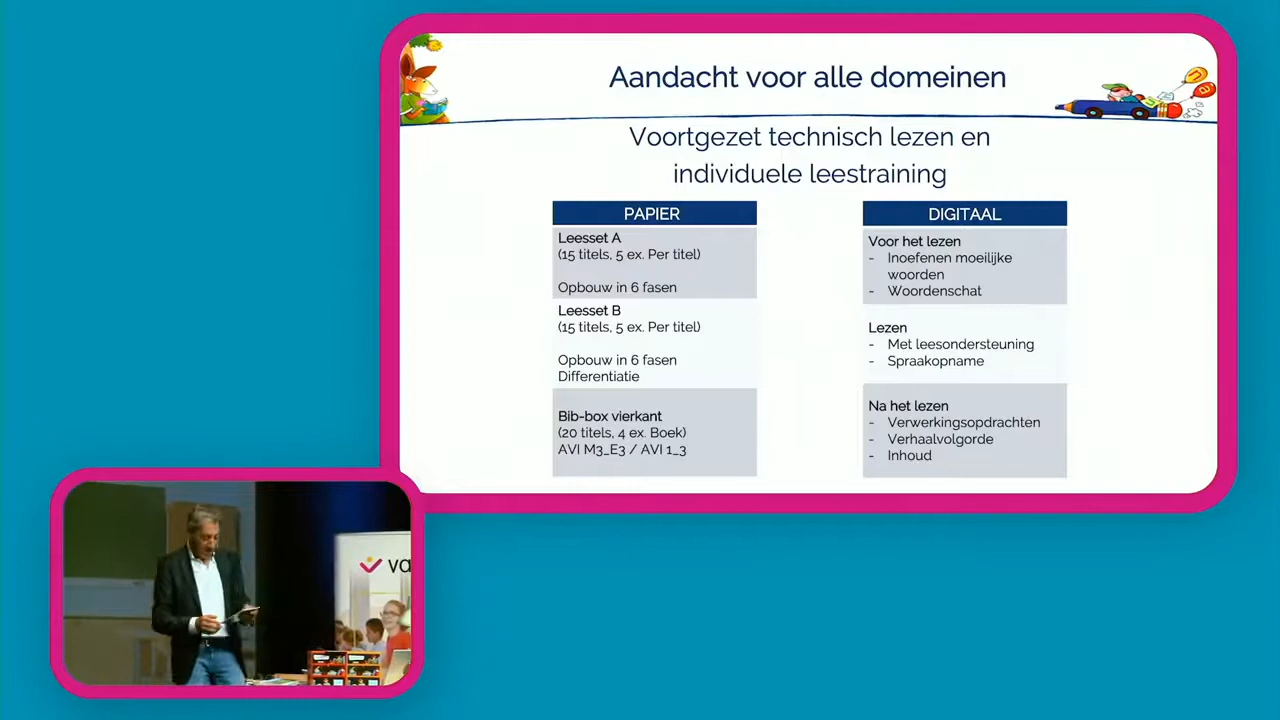 Aandacht voor alle domeinen
Voortgezet technisch lezen en
individuele leestraining
PAPIER
Leesset A
(15 titels, 5 ex. Per titel)
Opbouw in 6 fasen
Leesset B
(15 titels, 5 ex. Per titel)
Opbouw in 6 fasen
Differentiatie
Bib-box vierkant
(20 titels, 4 ex. Boek)
AVI M3_E3 / AVI 1_3
DIGITAAL
Voor het lezen
- Inoefenen moeilijke
woorden
- Woordenschat
Lezen
- Met leesondersteuning
- Spraakopname
Na het lezen
- Verwerkingsopdrachten
- Verhaalvolgorde
- Inhoud
va